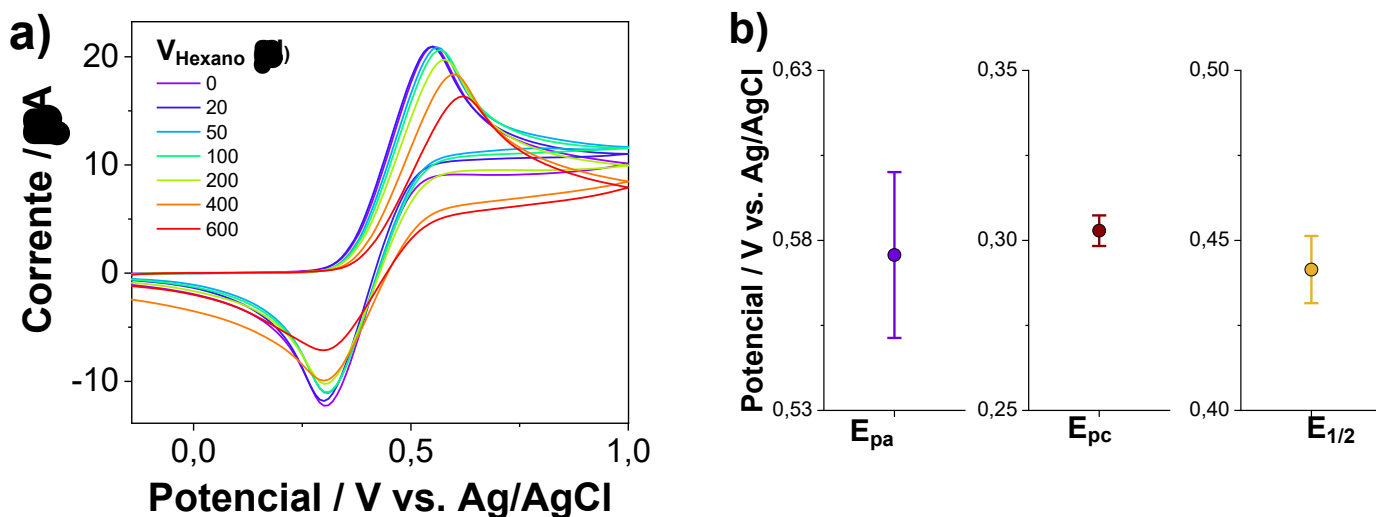 a)
V Hexano
0
20
50
100
200
400
600
20
10
0
-10
Corrente / A
0,0
0,5
1,0
Potencial / V vs. Ag/AgCl
b)
Potencial / V vs. Ag/AgCl
0,63
0,58
0,53
Epa
0,35
0,30
0,25
Epc
0,50
0,45
0,40
E1/2